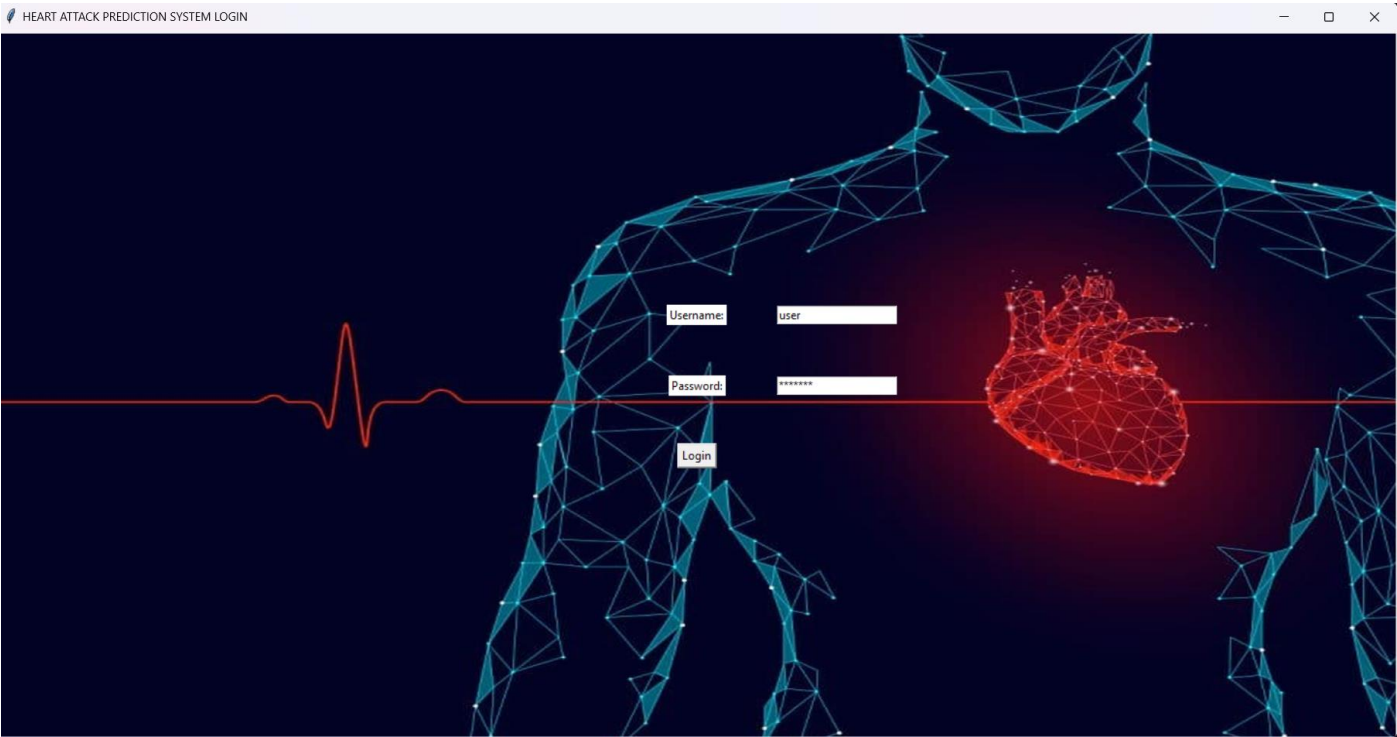 HEART ATTACK PREDICTION SYSTEM LOGIN
Username: user
Password: *******
Login